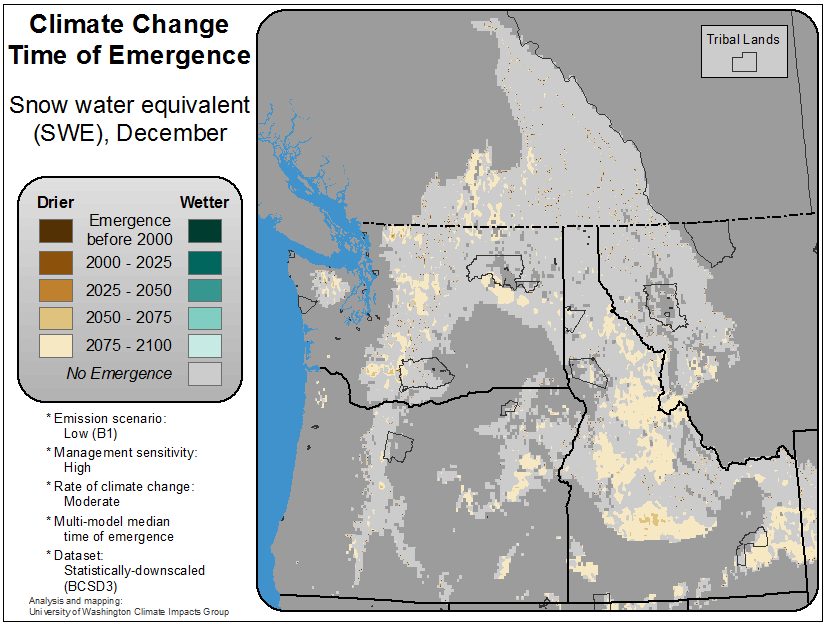 Climate Change
Time of Emergence
Snow water equivalent
(SWE), December
Drier
Wetter
Emergence
before 2000
2000 - 2025
2025 - 2050
2050 - 2075
2075 - 2100
No Emergence
* Emission scenario:
Low (B1)
* Management sensitivity:
High
* Rate of climate change:
Moderate
* Multi-model median
time of emergence
* Dataset:
Statistically-downscaled
(BCSD3)
Analysis and mapping:
University of Washington Climate Impacts Group
Tribal Lands